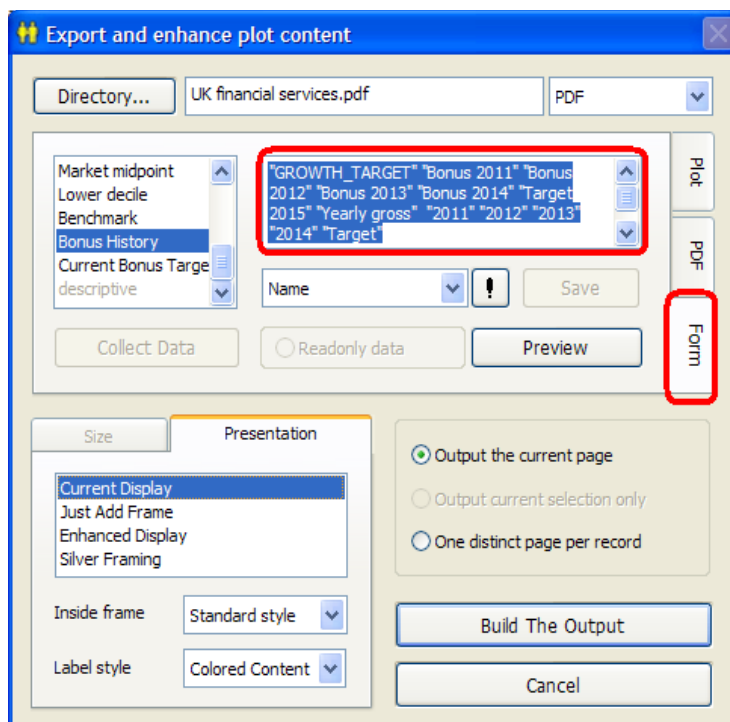 Export and enhance plot content
Directory... UK financial services.pdf PDF
Market midpoint
Lower decile
Benchmark
Bonus History
Current Bonus Targe
descriptive
"GROWTH_TARGET" "Bonus 2011" "Bonus
2012" "Bonus 2013" "Bonus 2014" "Target
2015" "Yearly gross" "2011" "2012" "2013"
"2014" "Target"
Name ! Save
Collect Data Readonly data Preview
Plot
PDF
Form
Size Presentation
Current Display
Just Add Frame
Enhanced Display
Silver Framing
Inside frame Standard style
Label style Colored Content
Output the current page
Output current selection only
One distinct page per record
Build The Output
Cancel